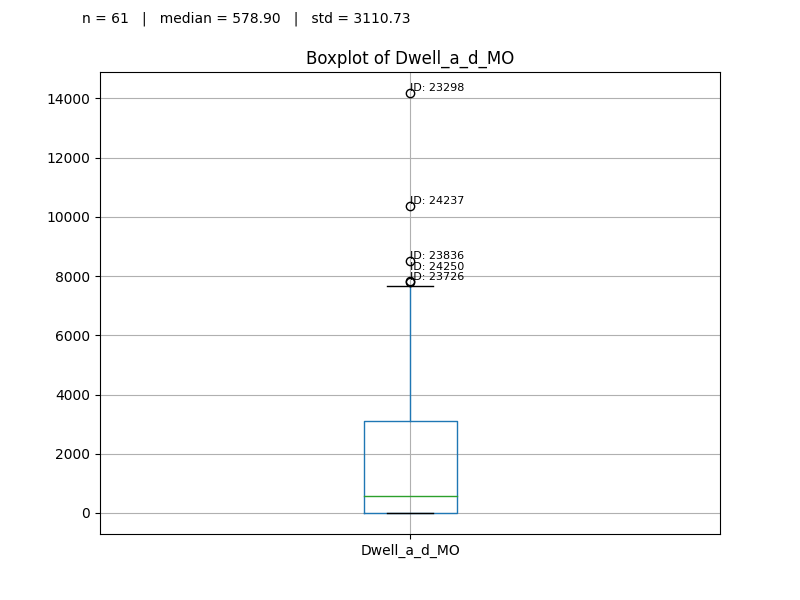 n = 61 | median = 578.90 | std = 3110.73
Boxplot of Dwell_a_d_MO
14000
12000
10000
8000
6000
4000
2000
0
ID: 23298
ID: 24237
ID: 23836
ID: 24250
ID: 23726
Dwell_a_d_MO